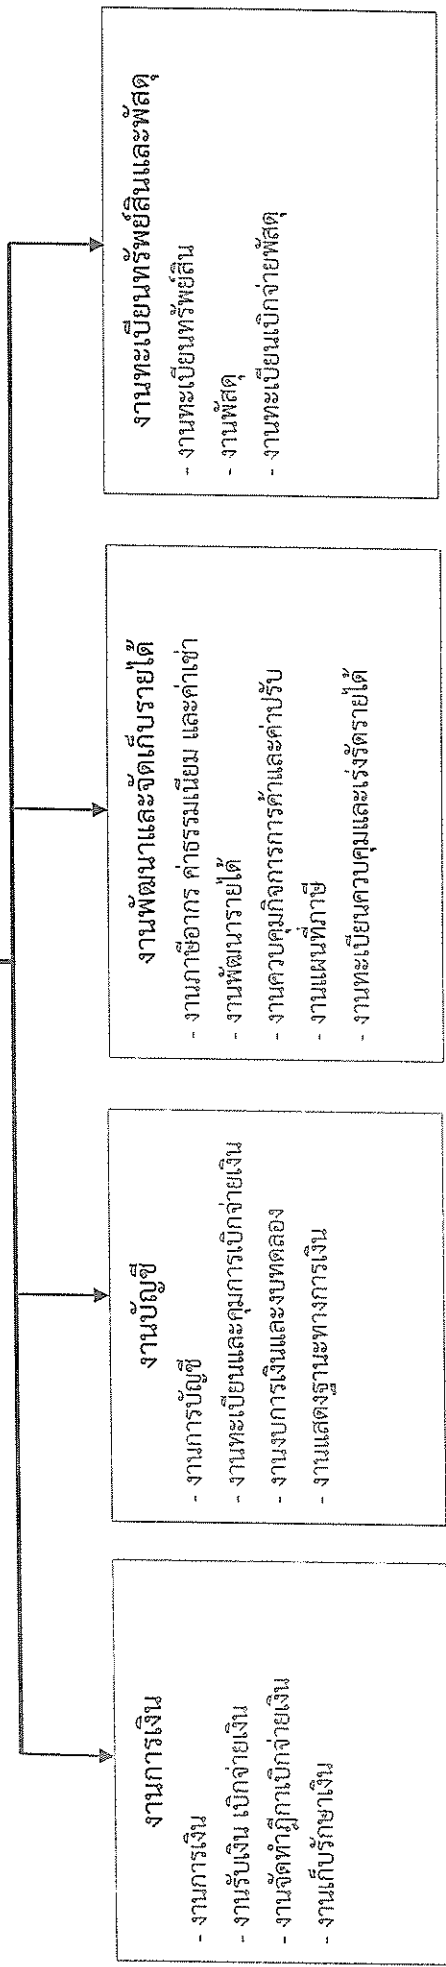 งานการเงิน
- งานการเงิน
- งานรับเงิน เบิกจ่ายเงิน
- งานจัดทำฎีกาเบิกจ่ายเงิน
- งานเก็บรักษาเงิน
งานบัญชี
- งานการบัญชี
- งานทะเบียนและคุมการเบิกจ่ายเงิน
- งานงบการเงินและงบทดลอง
- งานแสดงฐานะทางการเงิน
งานพัฒนาและจัดเก็บรายได้
- งานภาษีอากร ค่าธรรมเนียม และค่าเช่า
- งานพัฒนารายได้
- งานควบคุมกิจการการค้าและค่าปรับ
- งานแผนที่ภาษี
- งานทะเบียนควบคุมและเร่งรัดรายได้
งานทะเบียนทรัพย์สินและพัสดุ
- งานทะเบียนทรัพย์สิน
- งานพัสดุ
- งานทะเบียนเบิกจ่ายพัสดุ